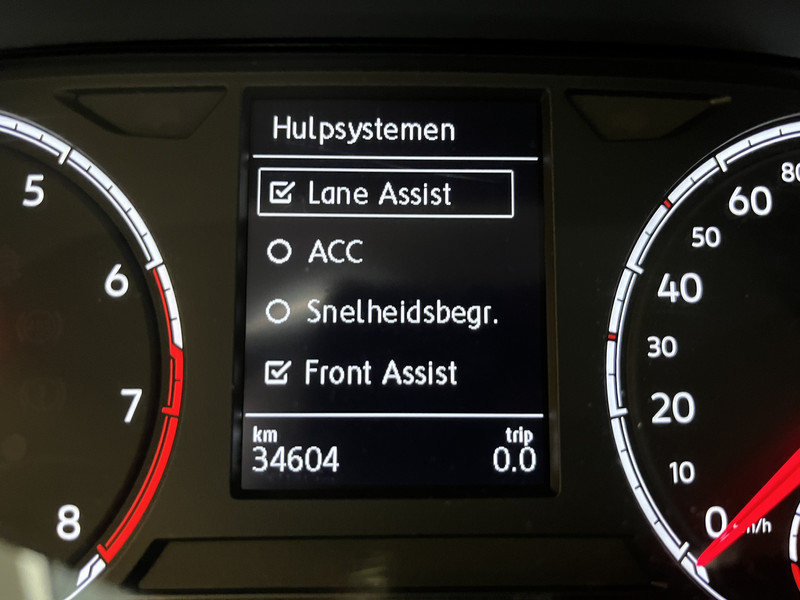 Hulpsystemen
Lane Assist
ACC
Snelheidsbegr.
Front Assist
km
trip
34604
0.0
5
6
7
8
80
60
50
40
30
20
10
0